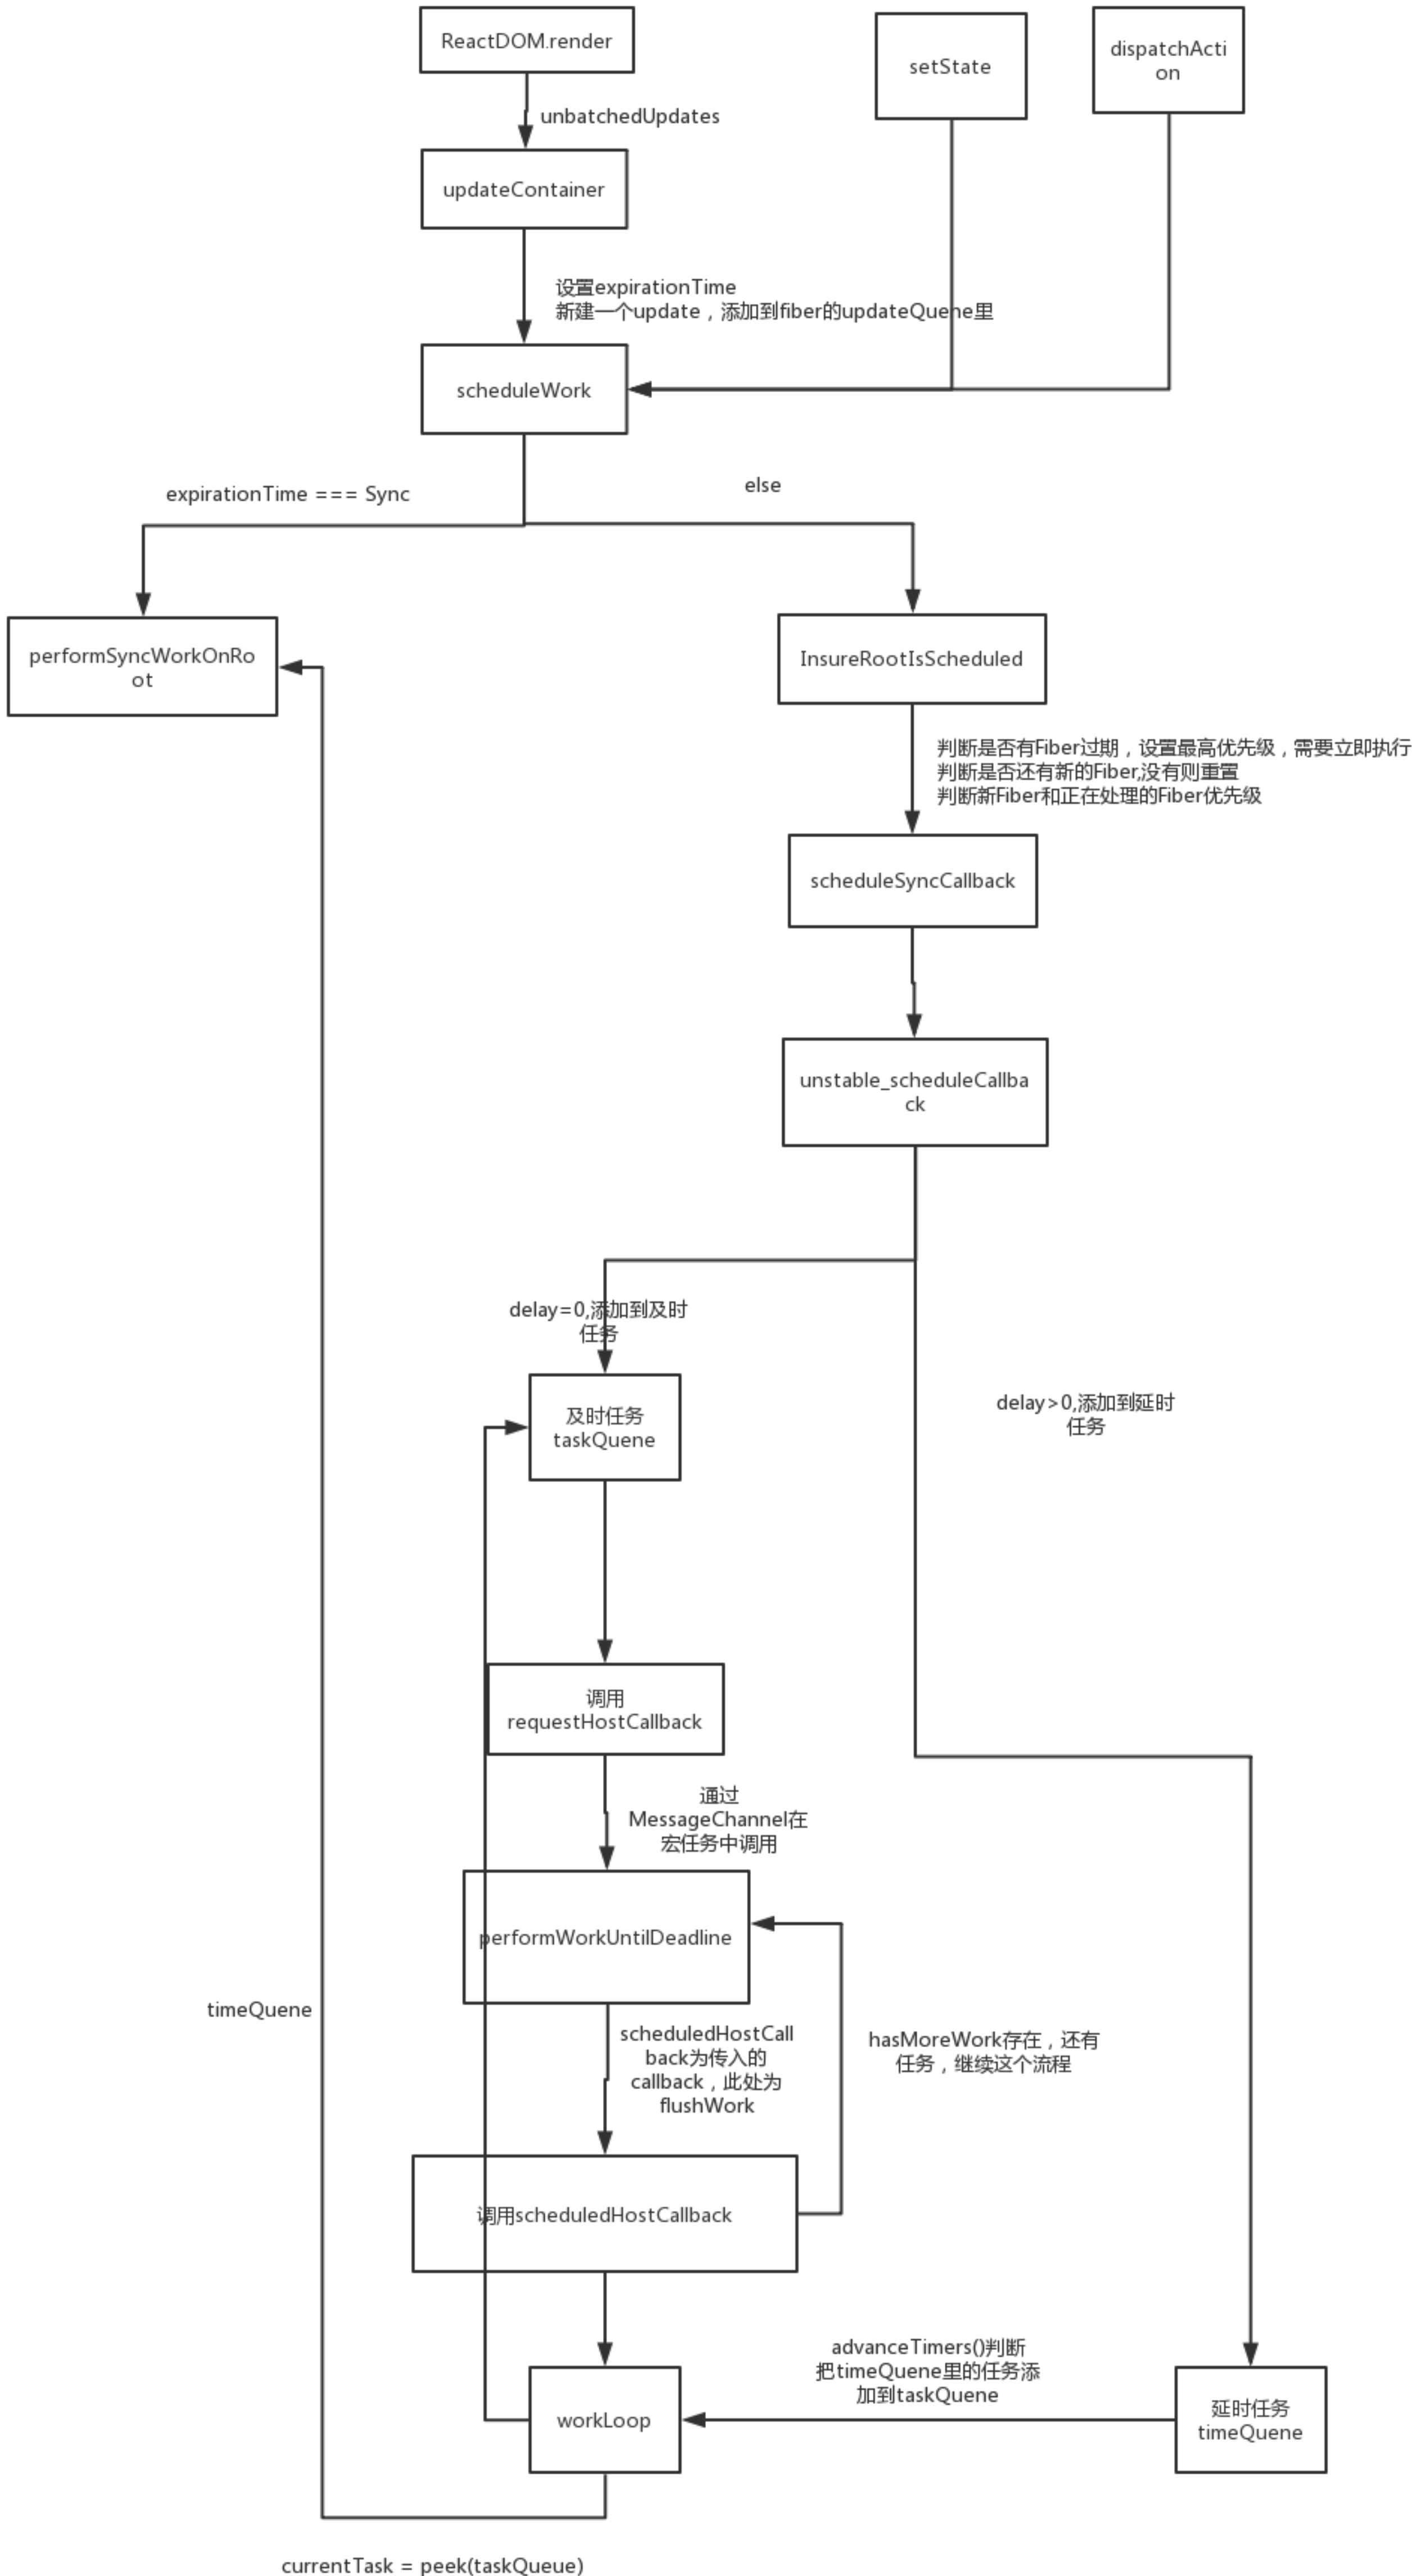 ReactDOM.render
setState
dispatchActi
on
unbatchedUpdates
updateContainer
设置expirationTime
新建一个update，添加到fiber的updateQuene里
scheduleWork
expirationTime === Sync
else
performSyncWorkOnRo
ot
InsureRootIsScheduled
判断是否有Fiber过期，设置最高优先级，需要立即执行
判断是否还有新的Fiber,没有则重置
判断新Fiber和正在处理的Fiber优先级
scheduleSyncCallback
unstable_scheduleCallba
ck
delay=0,添加到及时
任务
delay>0,添加到延时
任务
及时任务
taskQuene
调用
requestHostCallback
通过
MessageChannel在
宏任务中调用
performWorkUntilDeadline
timeQuene
scheduledHostCall
back为传入的
callback，此处为
flushWork
hasMoreWork存在，还有
任务，继续这个流程
调用scheduledHostCallback
advanceTimers()判断
把timeQuene里的任务添
加到taskQuene
workLoop
延时任务
timeQuene
currentTask = peek(taskQueue)